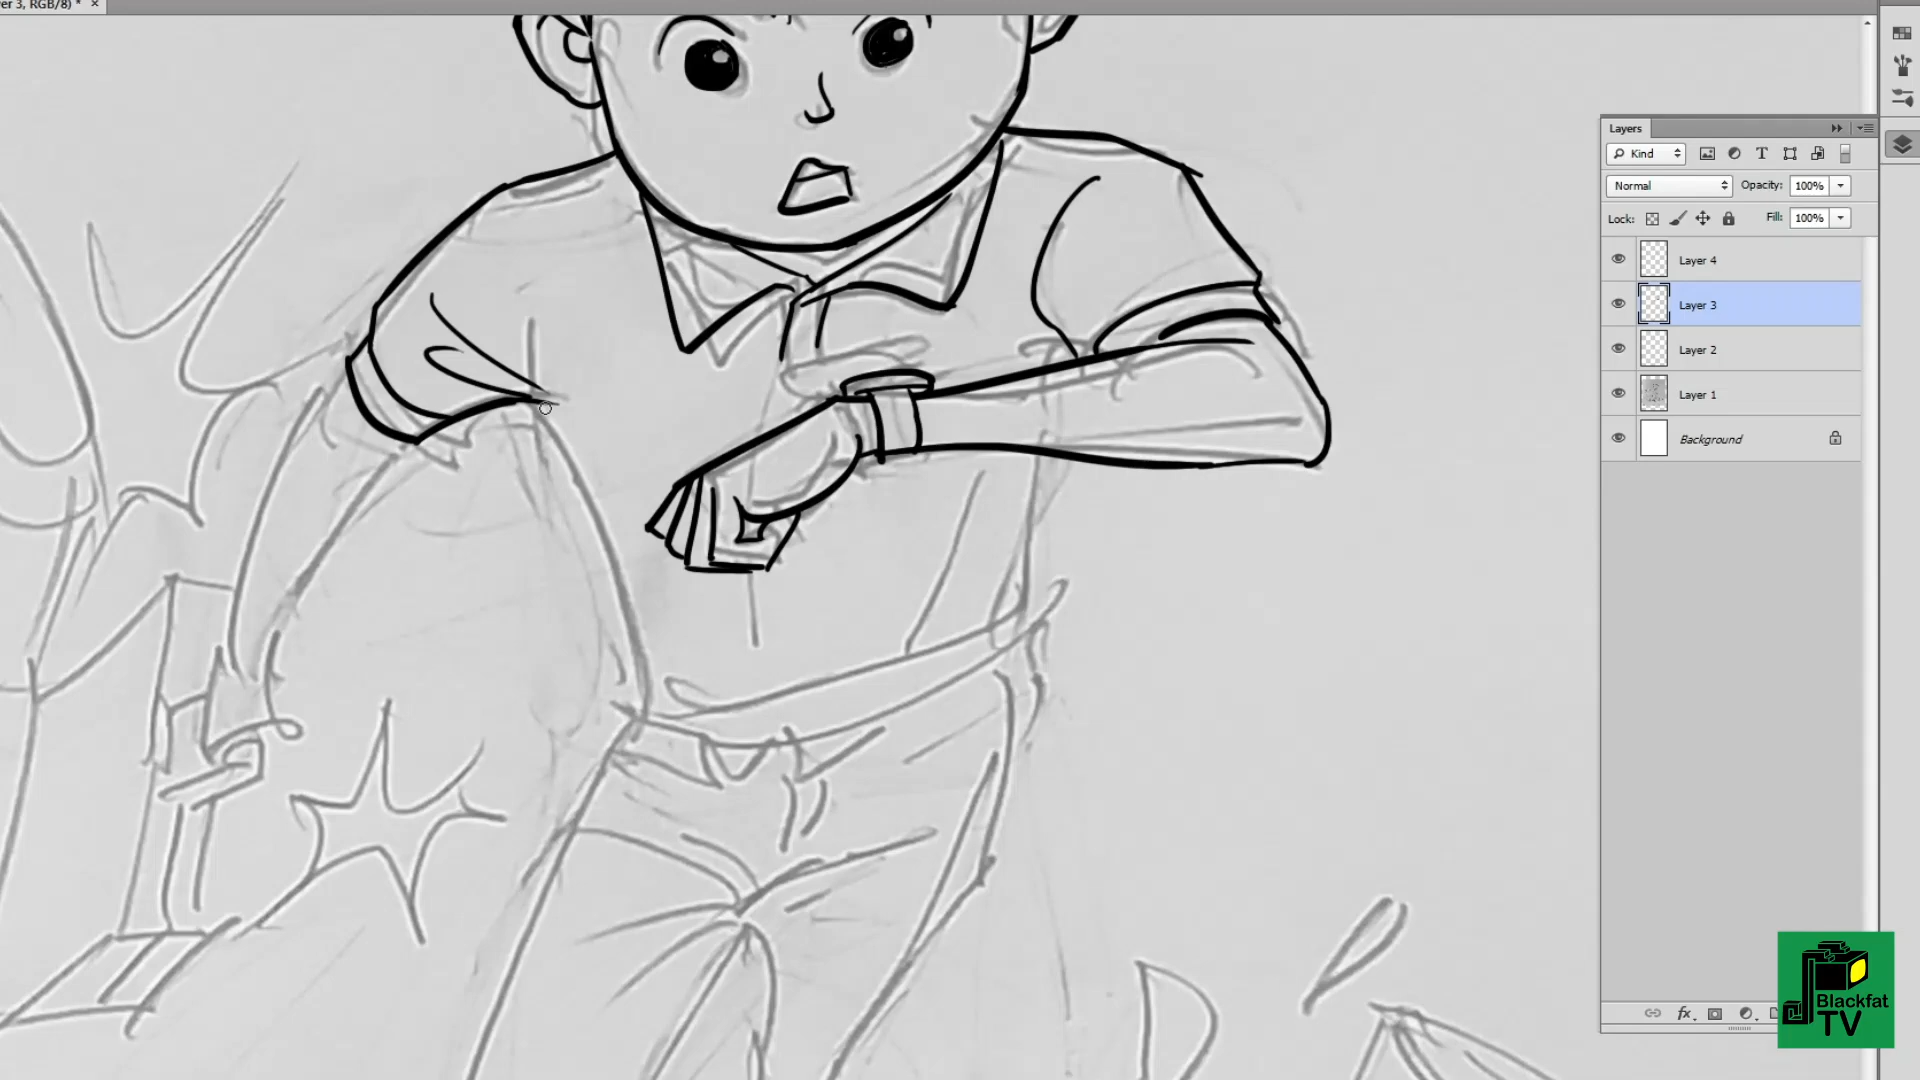 er 3, RGB/8) * ×
Layers
Kind
Normal
Opacity: 100%
Lock:
Fill: 100%
Layer 4
Layer 3
Layer 2
Layer 1
Background
fx
Blackfat
TV